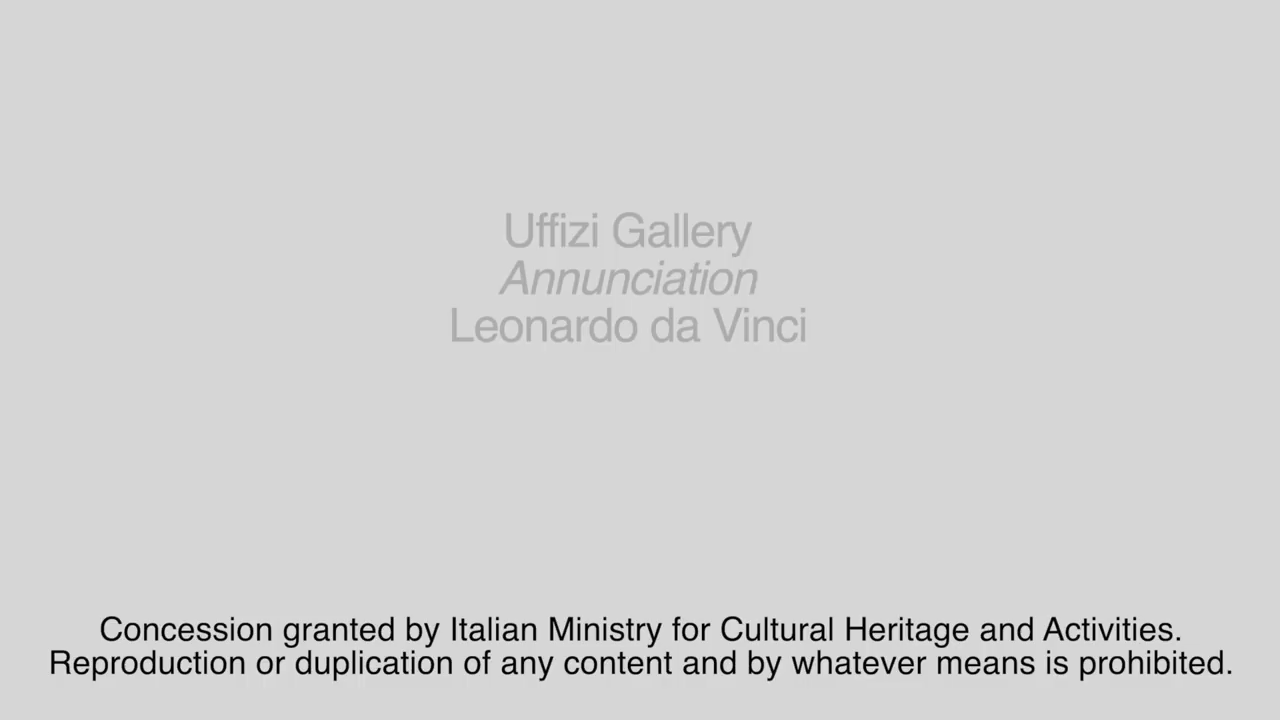 Uffizi Gallery
Annunciation
Leonardo da Vinci
Concession granted by Italian Ministry for Cultural Heritage and Activities.
Reproduction or duplication of any content and by whatever means is prohibited.